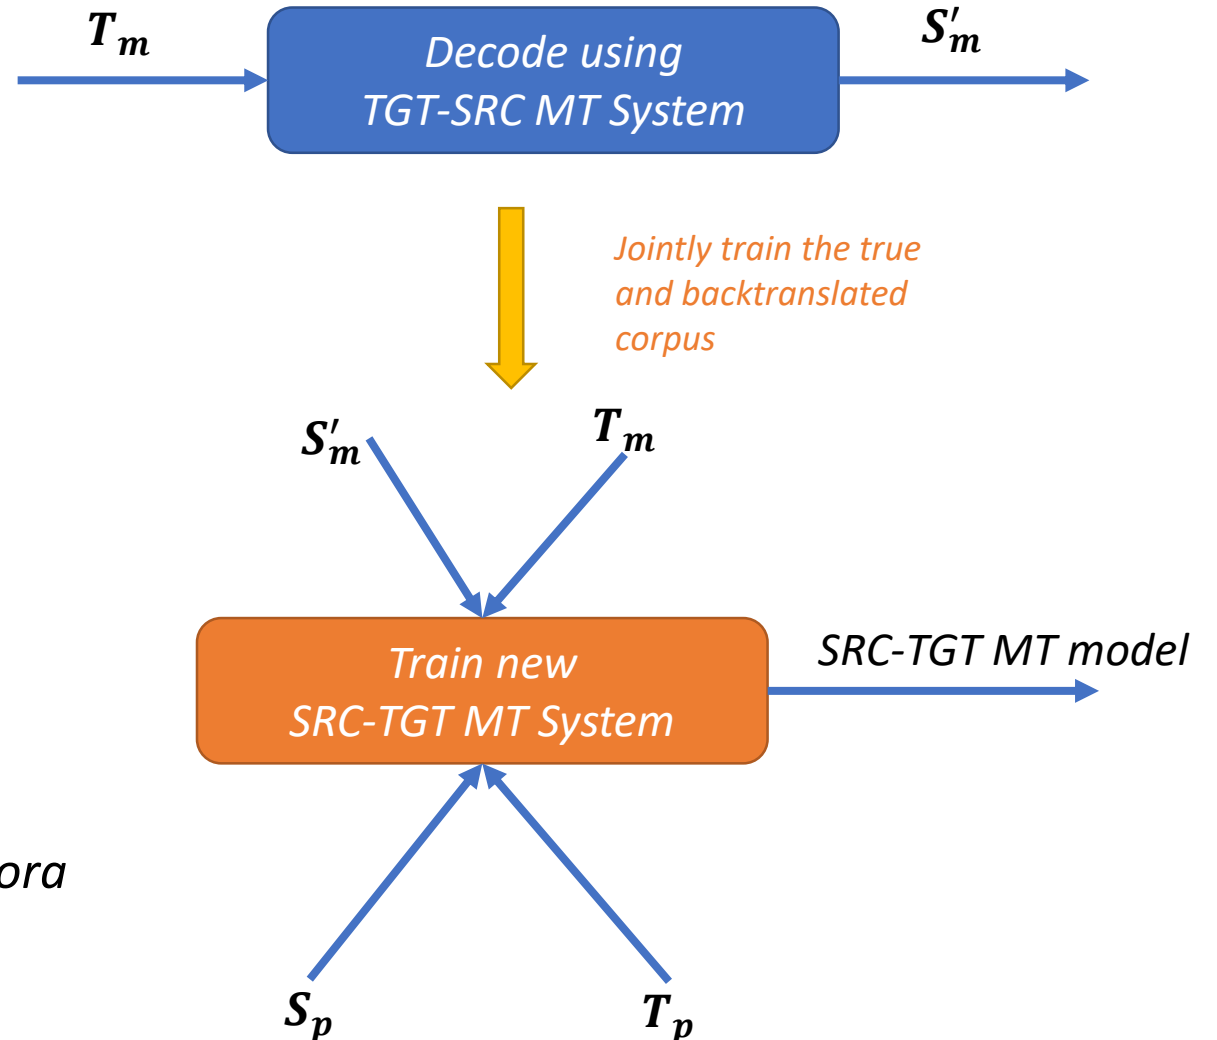 T_m
S'_m
Decode using
TGT-SRC MT System
Jointly train the true
and backtranslated
corpus
S'_m
T_m
Train new
SRC-TGT MT System
SRC-TGT MT model
ora
S_p
T_p